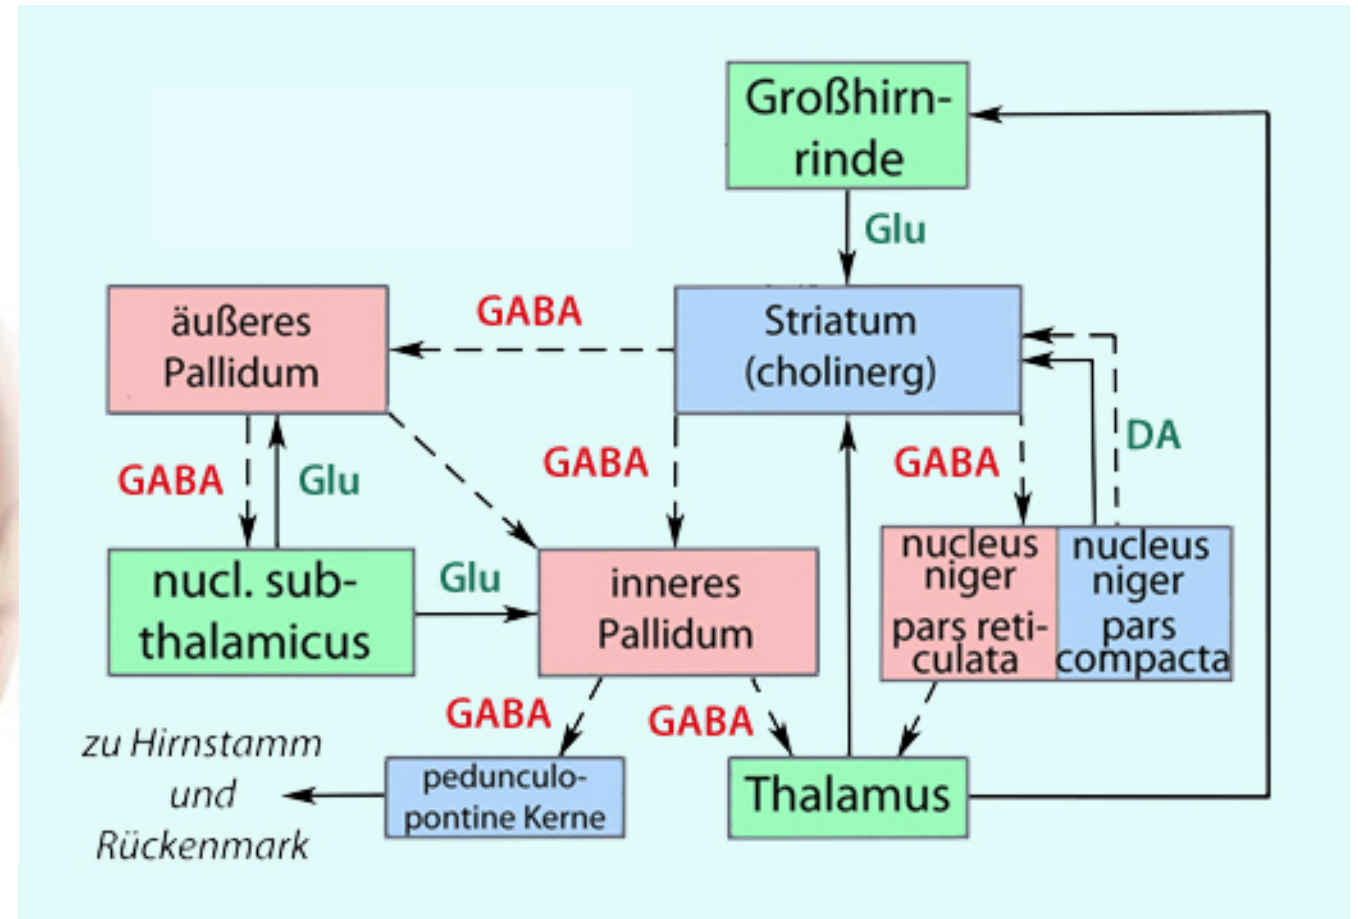 Großhirn-
rinde
Glu
äußeres
Pallidum
GABA
Striatum
(cholinerg)
DA
GABA
Glu
GABA
GABA
nucl. sub-
thalamicus
Glu
inneres
Pallidum
nucleus
niger
pars reti-
culata
nucleus
niger
pars
compacta
GABA
GABA
zu Hirnstamm
und
Rückenmark
pedunculo-
pontine Kerne
Thalamus